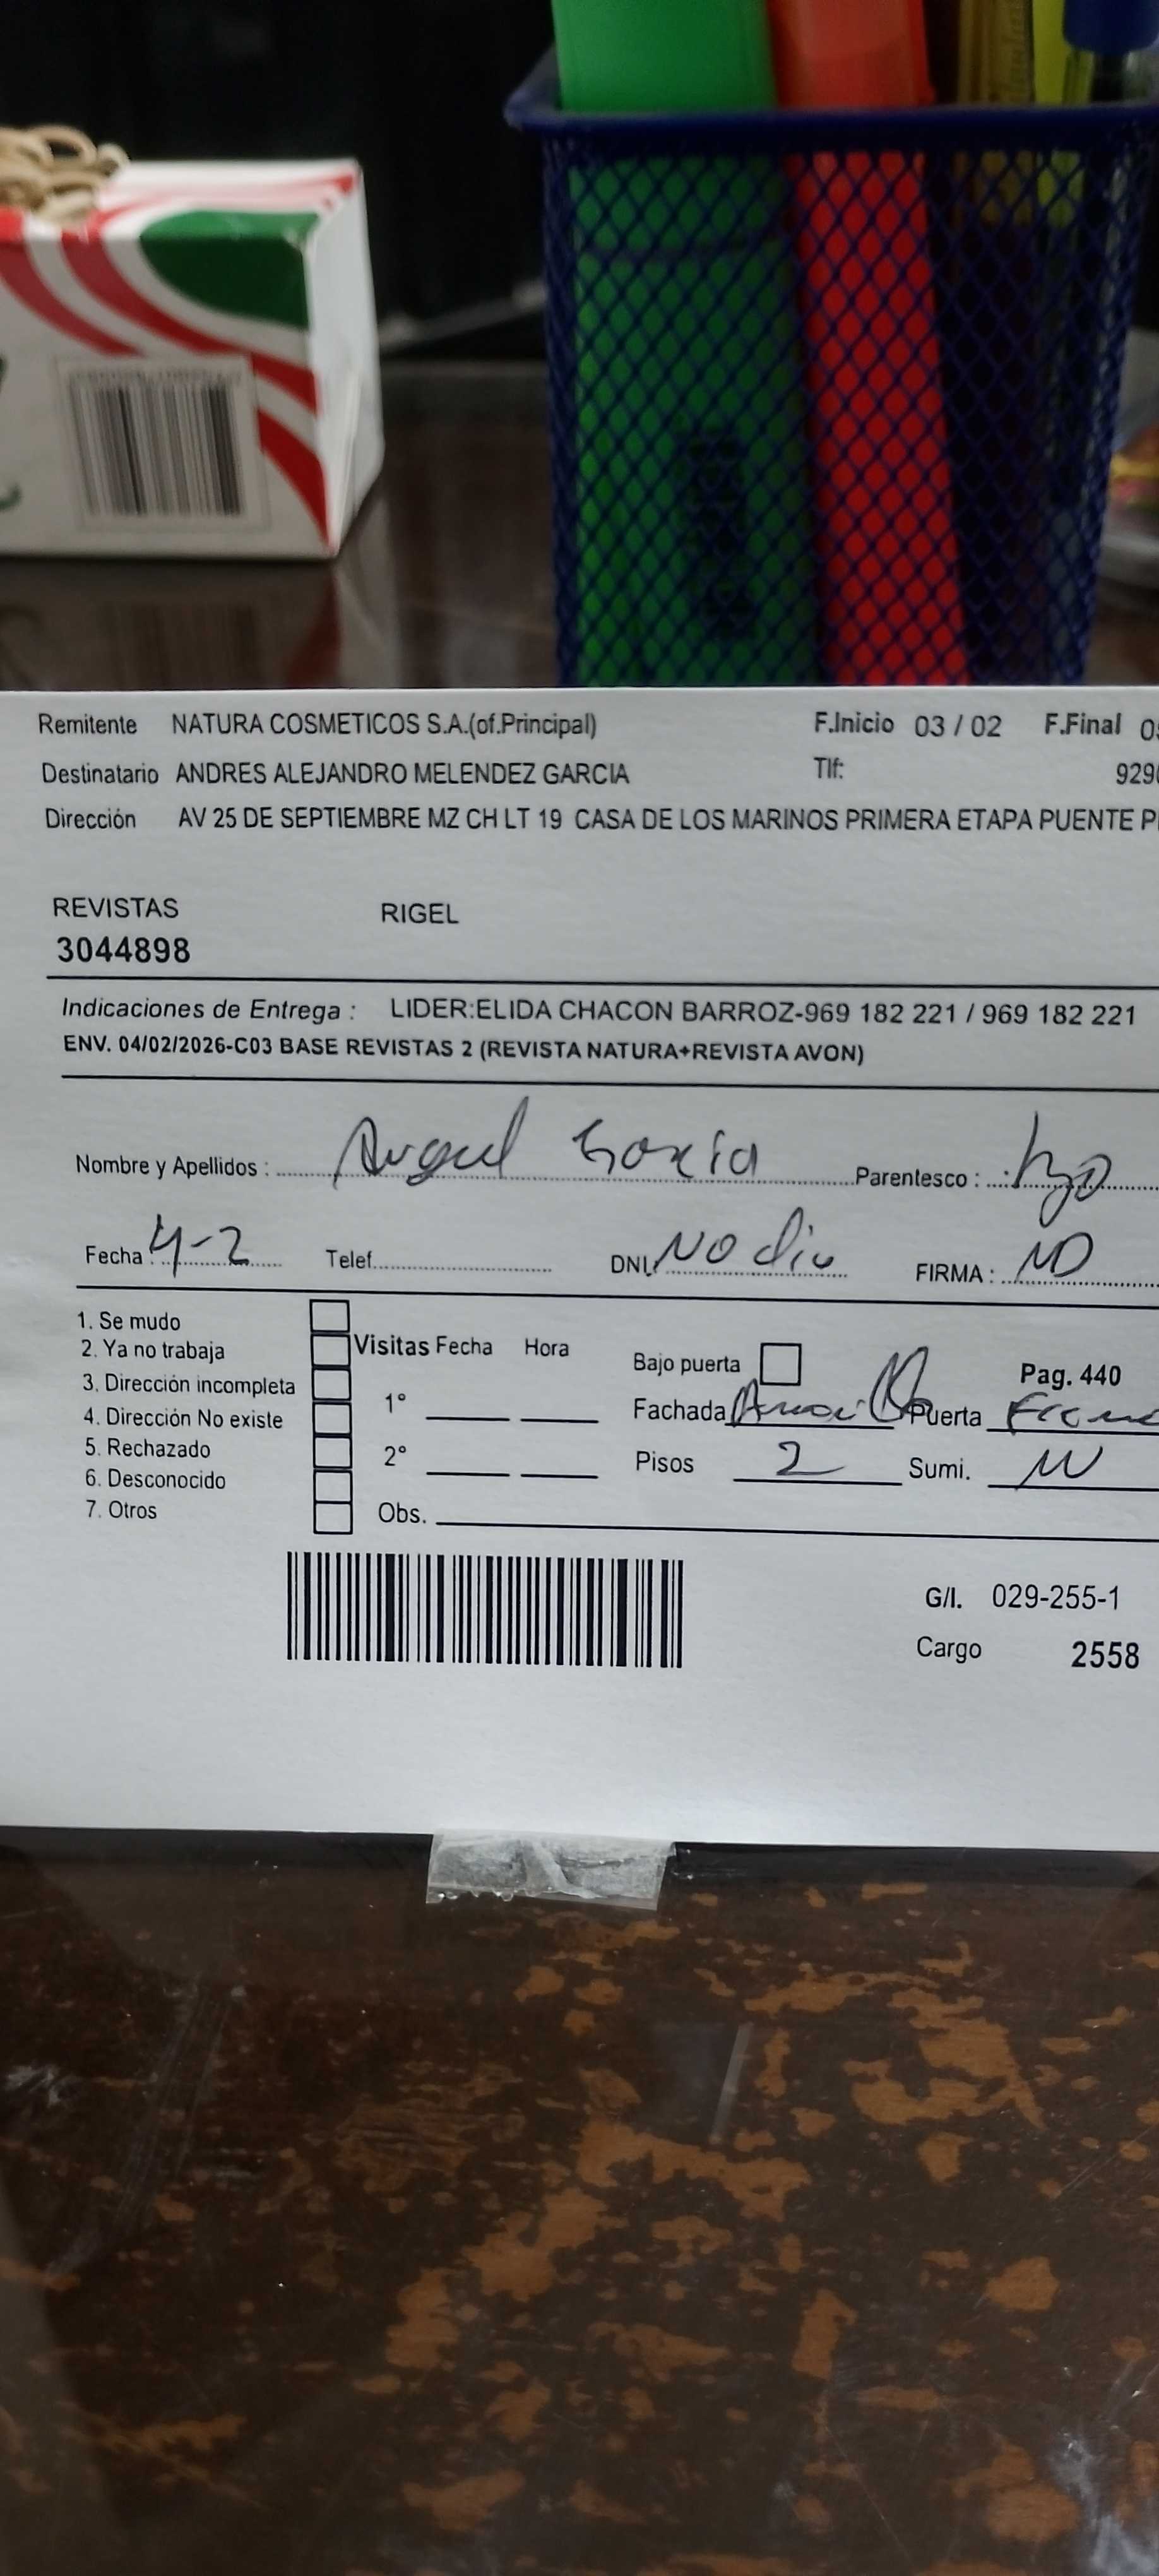 Remitente NATURA COSMETICOS S.A.(of.Principal) F.Inicio 03 / 02 F.Final
Destinatario ANDRES ALEJANDRO MELENDEZ GARCIA Tlf: 929
Dirección AV 25 DE SEPTIEMBRE MZ CH LT 19 CASA DE LOS MARINOS PRIMERA ETAPA PUENTE P
REVISTAS RIGEL
3044898
Indicaciones de Entrega : LIDER:ELIDA CHACON BARROZ-969 182 221 / 969 182 221
ENV. 04/02/2026-C03 BASE REVISTAS 2 (REVISTA NATURA+REVISTA AVON)
Nombre y Apellidos : Angel Garcia Parentesco :
Fecha : 4-2 Telef. DNI. NO dio FIRMA : ND
1. Se mudo
2. Ya no trabaja Visitas Fecha Hora Bajo puerta Pag. 440
3. Dirección incompleta 1° Fachada Puerta
4. Dirección No existe
5. Rechazado 2° Pisos 2 Sumi.
6. Desconocido
7. Otros Obs.
G/I. 029-255-1
Cargo 2558